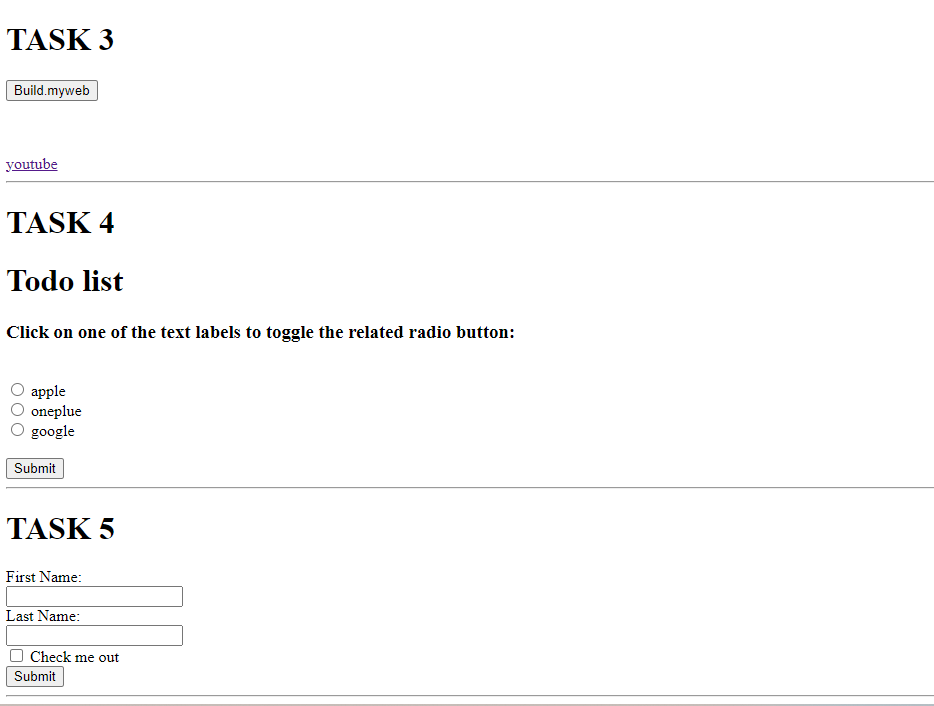 TASK 3
Build.myweb
youtube
TASK 4
Todo list
Click on one of the text labels to toggle the related radio button:
apple
oneplue
google
Submit
TASK 5
First Name:
Last Name:
Check me out
Submit